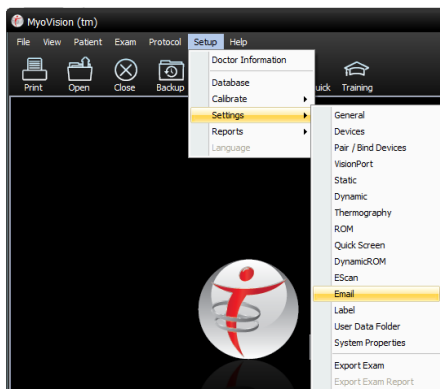 MyoVision (tm)
File View Patient Exam Protocol Setup Help
Print Open Close Backup uick Training
Doctor Information
Database
Calibrate
Settings
Reports
Language
General
Devices
Pair / Bind Devices
VisionPort
Static
Dynamic
Thermography
ROM
Quick Screen
DynamicROM
EScan
Email
Label
User Data Folder
System Properties
Export Exam
Export Exam Report